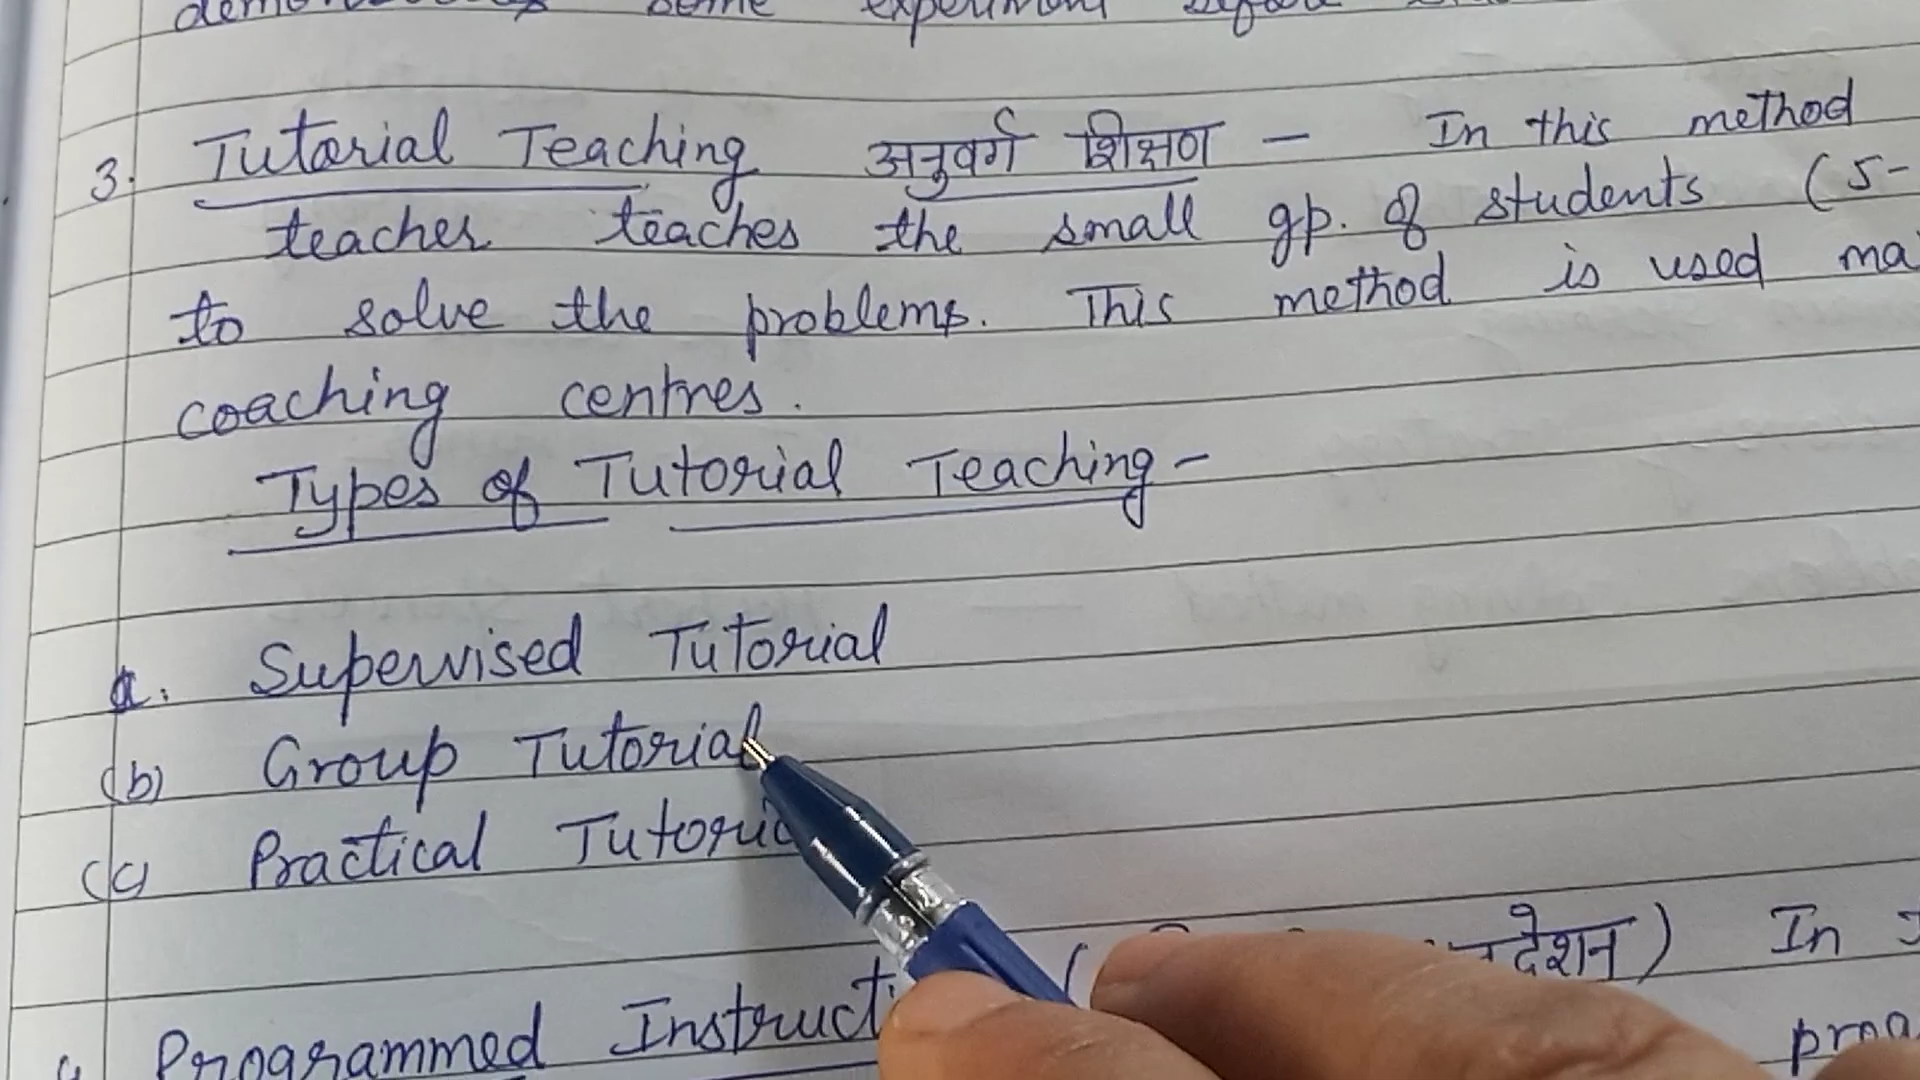 some experiment
3. Tutorial Teaching अनुवर्ग शिक्षण - In this method
teacher teaches the small gp. of students (5-
to solve the problems. This method is used
coaching centres.
Types of Tutorial Teaching -
a. Supervised Tutorial
(b) Group Tutorial
(c) Practical
Programmed In